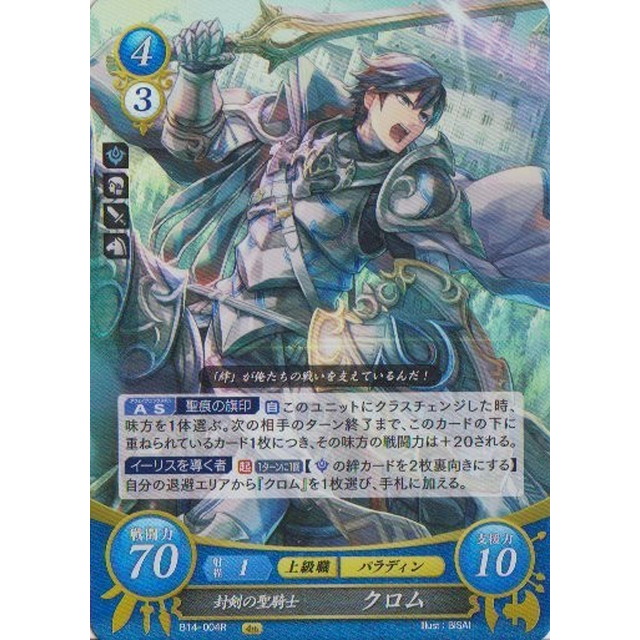 4
3
「絆」が俺たちの戦いを支えているんだ！
AS 聖痕の旗印 自 このユニットにクラスチェンジした時、
味方を1体選ぶ。次の相手のターン終了まで、このカードの下に
重ねられているカード1枚につき、その味方の戦闘力は＋20される。
イーリスを導く者 起 1ターンに1回 【 の絆カードを2枚裏向きにする】
自分の退避エリアから『クロム』を1枚選び、手札に加える。
戦闘力
70
射程 1
上級職
パラディン
支援力
10
封剣の聖騎士 クロム
B14-004R
Illust：BISAI